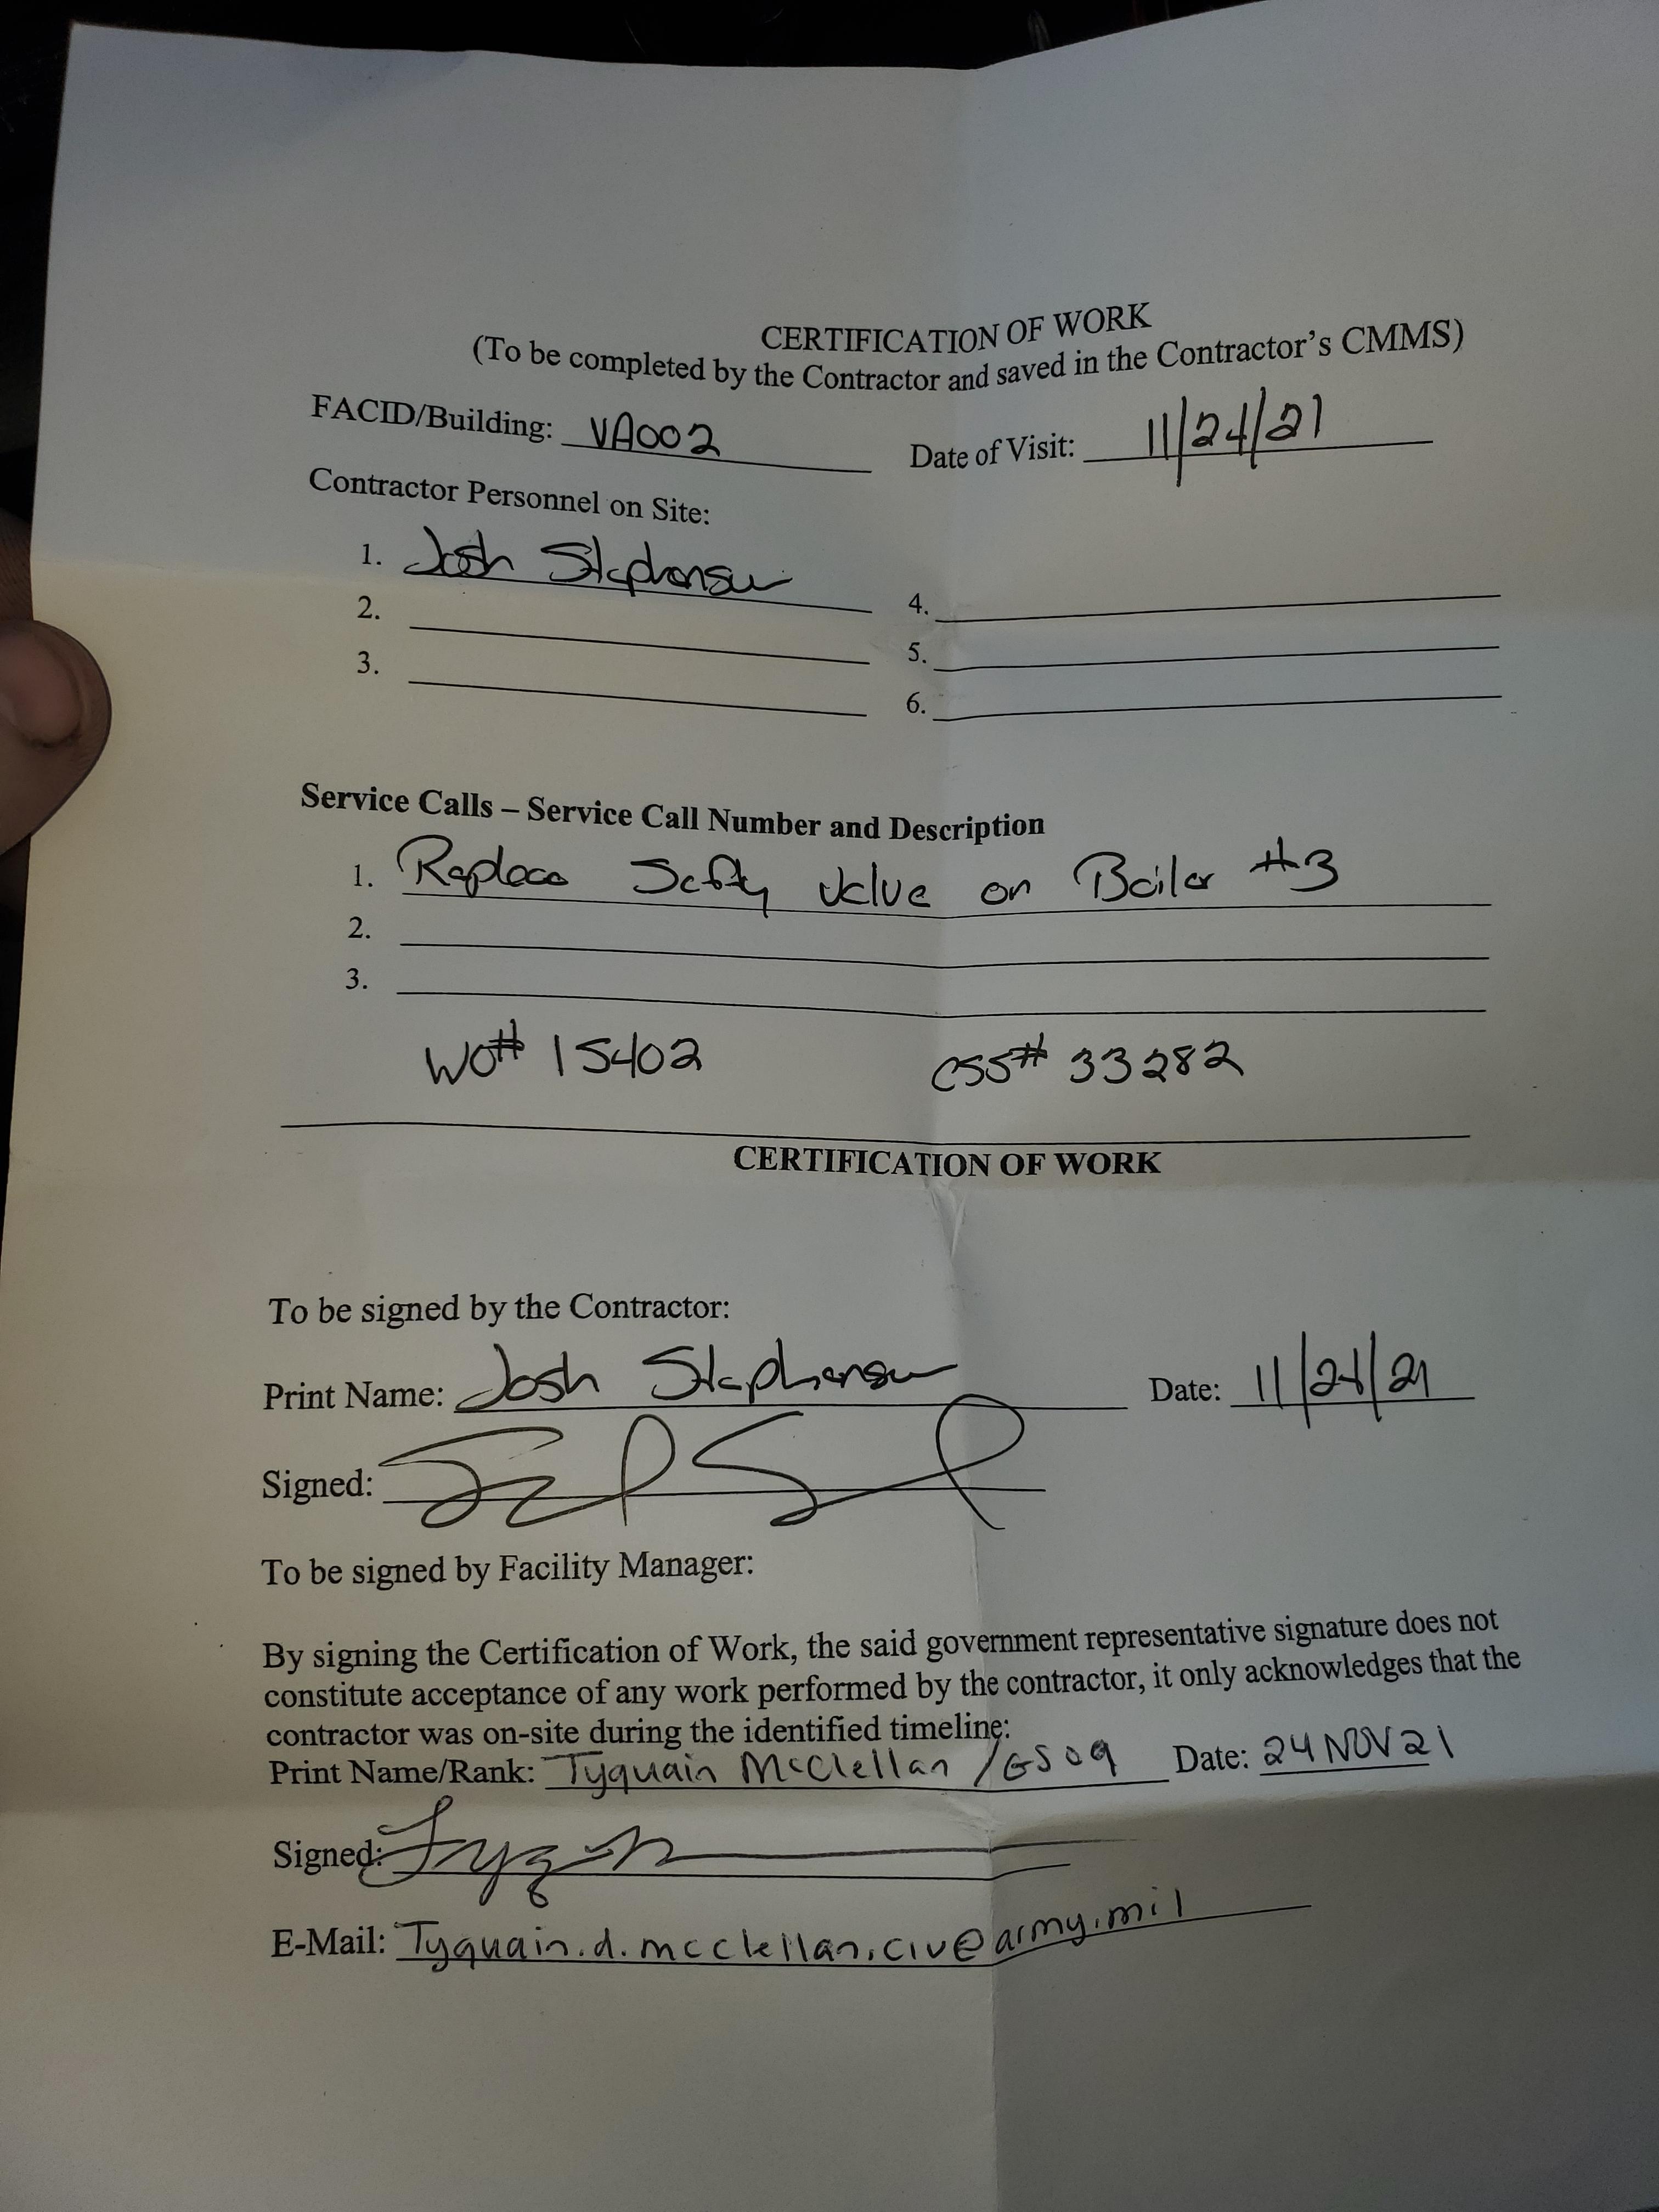 CERTIFICATION OF WORK
(To be completed by the Contractor and saved in the Contractor's CMMS)
FACID/Building: VA002 Date of Visit: 11/24/21
Contractor Personnel on Site:
1. Josh Stephenson 4.
2. 5.
3. 6.
Service Calls – Service Call Number and Description
1. Replace Safty valve on Boiler #3
2.
3.
WO# 15402 CSS# 33282
CERTIFICATION OF WORK
To be signed by the Contractor:
Print Name: Josh Stephenson Date: 11/24/21
Signed:
To be signed by Facility Manager:
By signing the Certification of Work, the said government representative signature does not
constitute acceptance of any work performed by the contractor, it only acknowledges that the
contractor was on-site during the identified timeline:
Print Name/Rank: Tyquain McClellan /GS09 Date: 24 NOV 21
Signed:
E-Mail: Tyquain.d.mcclellan.civ@army.mil